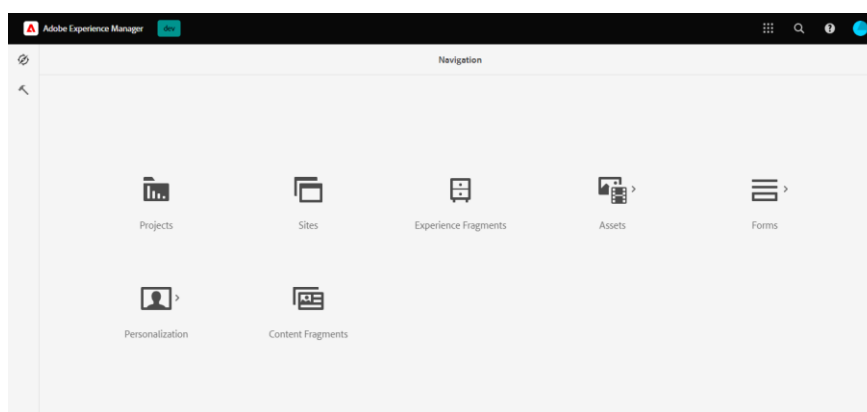 Adobe Experience Manager dev
Navigation
Projects Sites Experience Fragments Assets Forms
Personalization Content Fragments